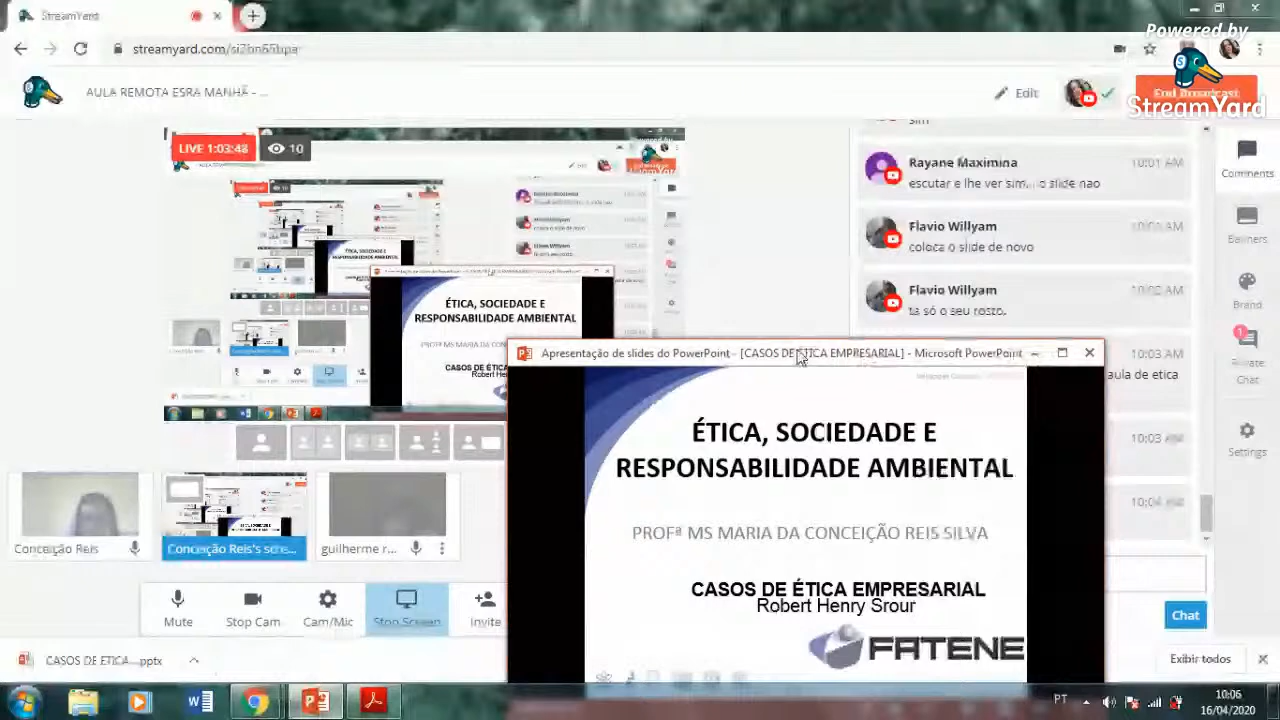 StreamYard
streamyard.com/
Powered by
StreamYard
AULA REMOTA ESRA MANHÃ - ...
Edit
End Broadcast
LIVE 1:03:48
10
Rayane Maximina
10:01 AM
escutar e lhe ver sim, o slide nao
Flavio Willyam
coloca o slide de novo
Flavio Willyam
ta só o seu rosto.
10:03 AM
aula de etica
10:03 AM
10:04 AM
Comments
Banners
Brand
1
Private
Chat
Settings
ÉTICA, SOCIEDADE E
RESPONSABILIDADE AMBIENTAL
CASOS DE ÉTICA
Apresentação de slides do PowerPoint - [CASOS DE ÉTICA EMPRESARIAL] - Microsoft PowerPoint
ÉTICA, SOCIEDADE E
RESPONSABILIDADE AMBIENTAL
PROFª MS MARIA DA CONCEIÇÃO REIS SILVA
CASOS DE ÉTICA EMPRESARIAL
Robert Henry Srour
FATENE
Conceição Reis
Conceição Reis's scre...
guilherme r...
Mute
Stop Cam
Cam/Mic
Stop Screen
Invite
Chat
CASOS DE ETICA....pptx
Exibir todos
PT
10:06
16/04/2020